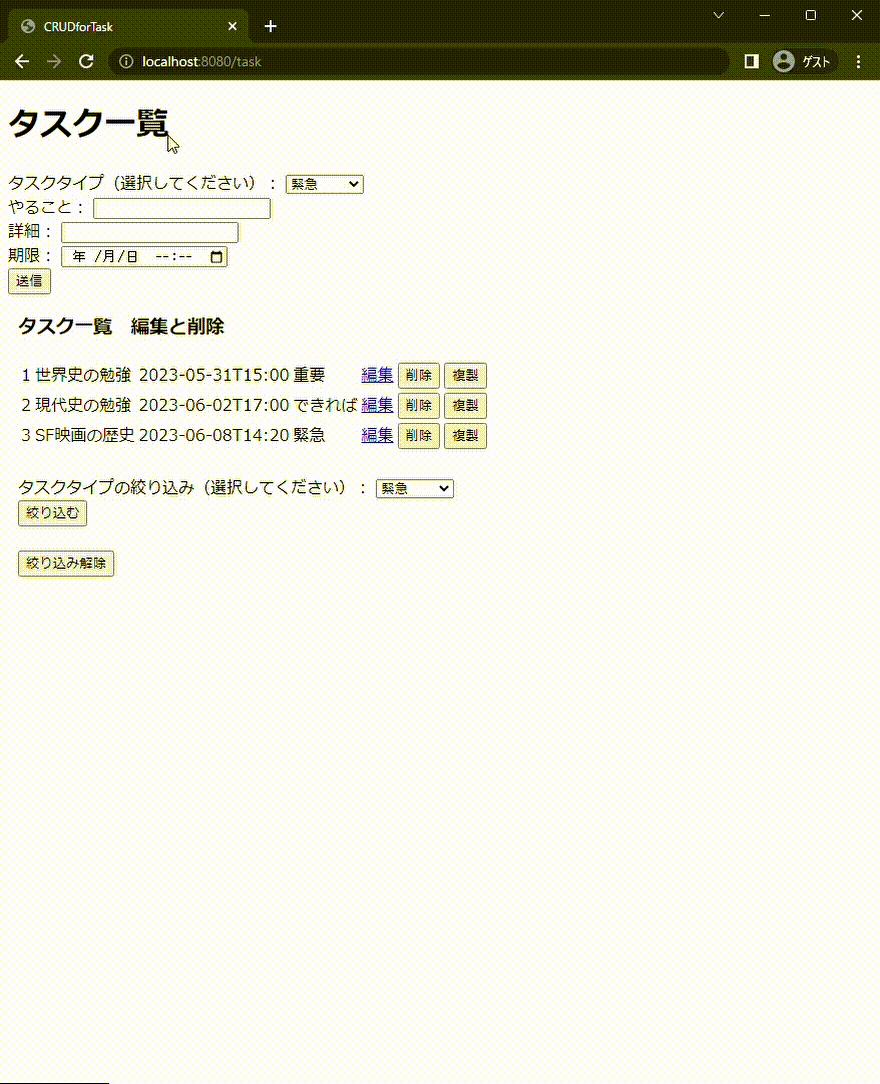 CRUDforTask
localhost:8080/task
ゲスト
タスク一覧
タスクタイプ（選択してください）： 緊急
やること：
詳細：
期限： 年 /月/日 --:--
送信
タスク一覧　編集と削除
1 世界史の勉強 2023-05-31T15:00 重要 編集 削除 複製
2 現代史の勉強 2023-06-02T17:00 できれば 編集 削除 複製
3 SF映画の歴史 2023-06-08T14:20 緊急 編集 削除 複製
タスクタイプの絞り込み（選択してください）： 緊急
絞り込む
絞り込み解除